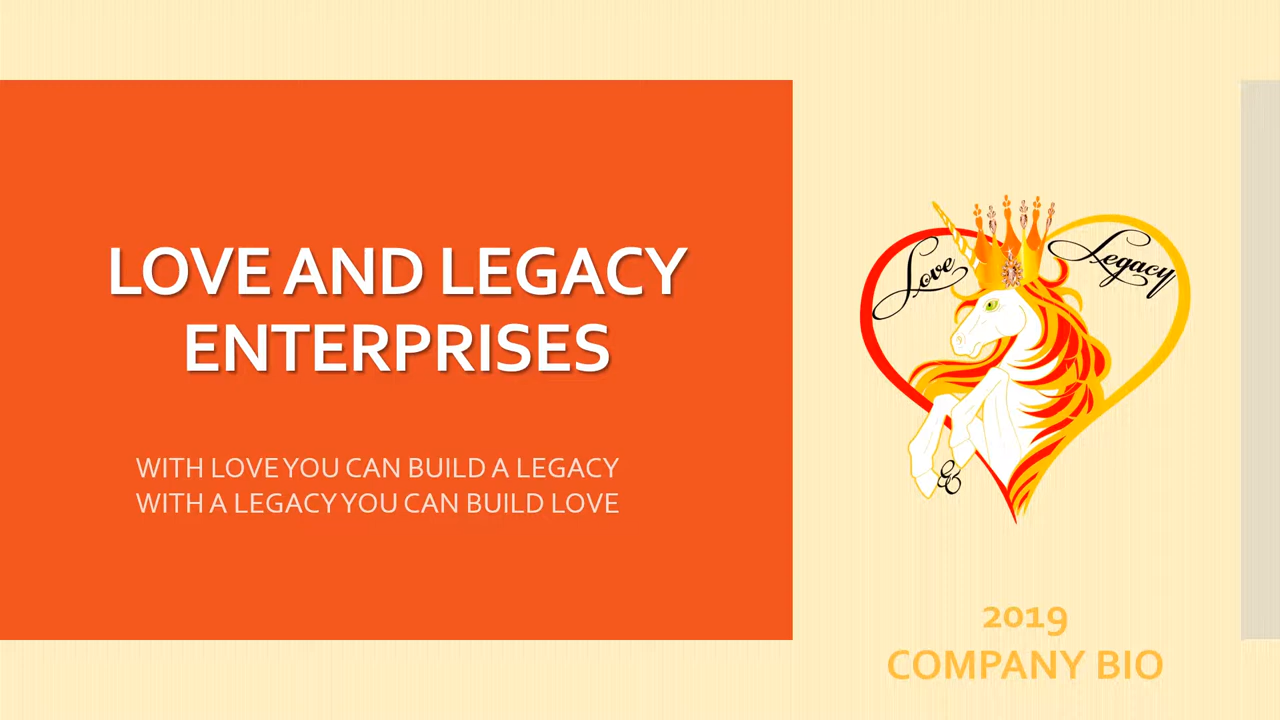 LOVE AND LEGACY
ENTERPRISES
WITH LOVE YOU CAN BUILD A LEGACY
WITH A LEGACY YOU CAN BUILD LOVE
Love
Legacy
&
2019
COMPANY BIO